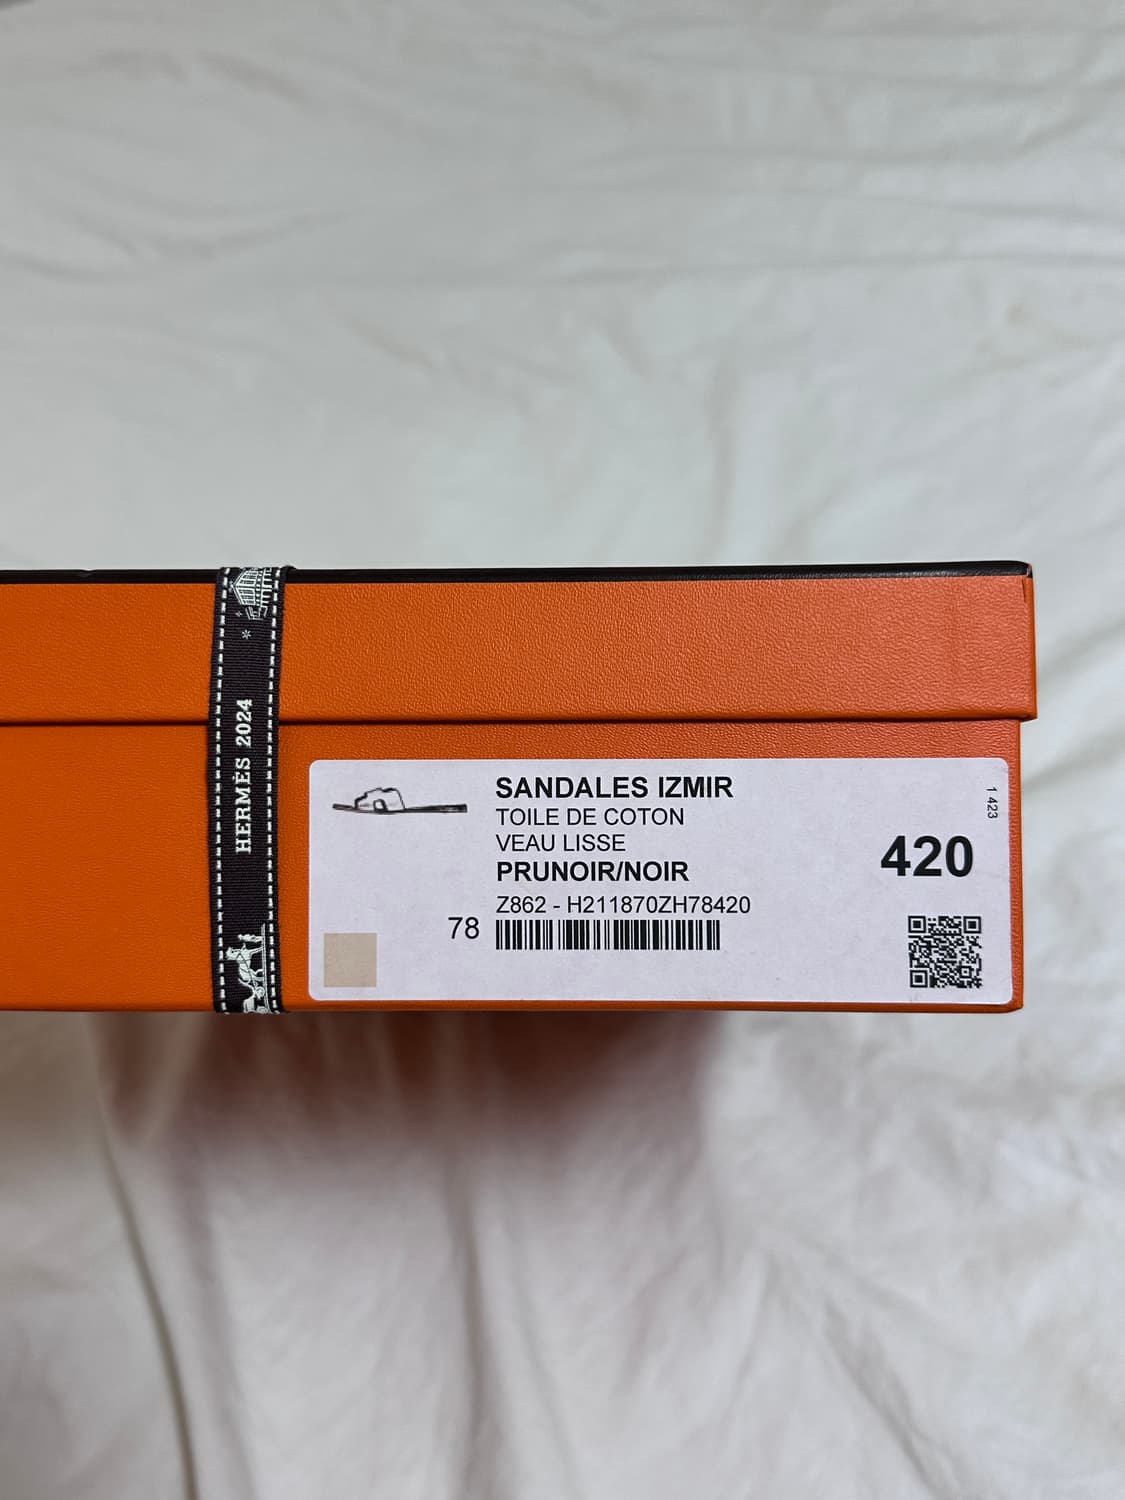 HERMÈS 2024
SANDALES IZMIR
TOILE DE COTON
VEAU LISSE
PRUNOIR/NOIR
Z862 - H211870ZH78420
78
420
1 423